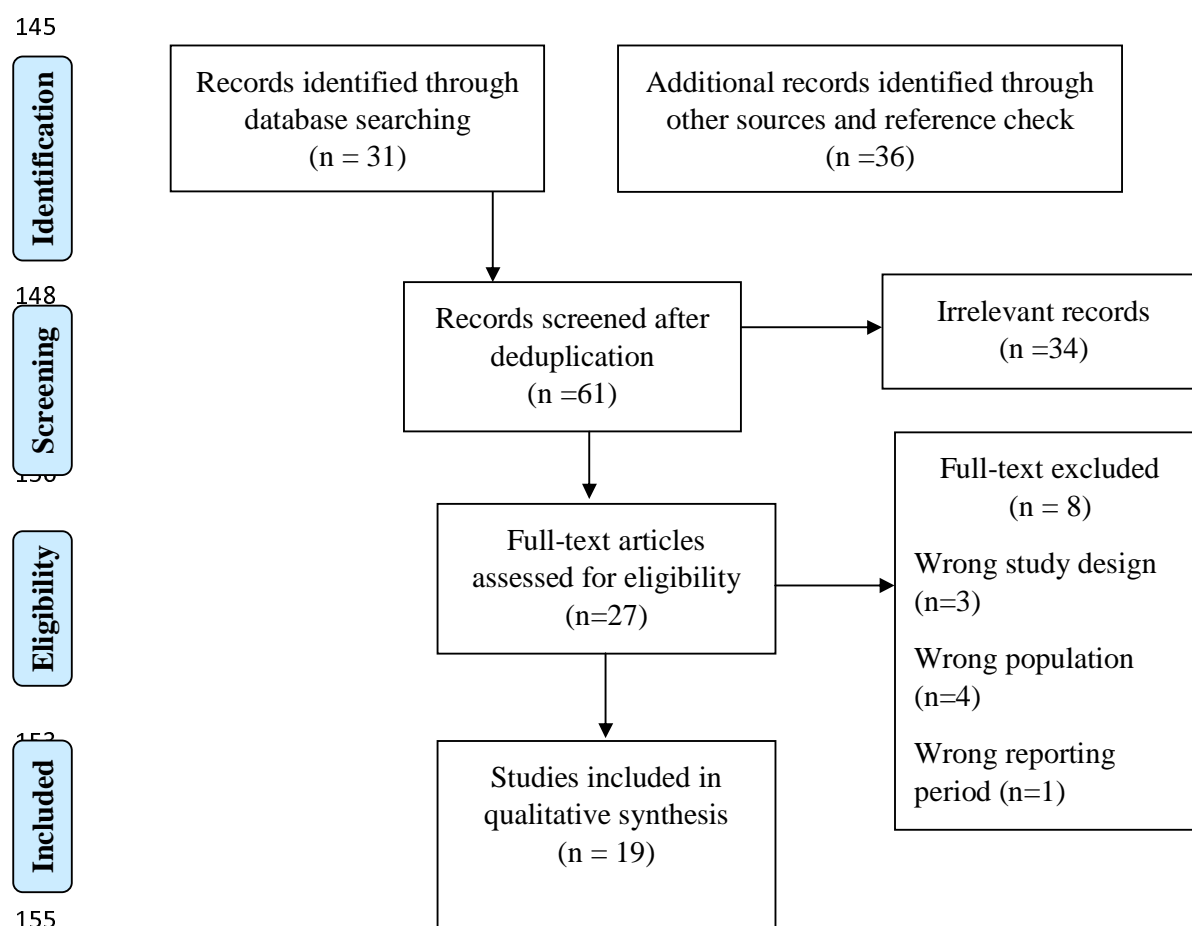 145
Identification
Records identified through
database searching
(n = 31)
Additional records identified through
other sources and reference check
(n =36)
148
Screening
Records screened after
deduplication
(n =61)
Irrelevant records
(n =34)
Eligibility
Full-text articles
assessed for eligibility
(n=27)
Full-text excluded
(n = 8)
Wrong study design
(n=3)
Wrong population
(n=4)
Wrong reporting
period (n=1)
Included
Studies included in
qualitative synthesis
(n = 19)
155